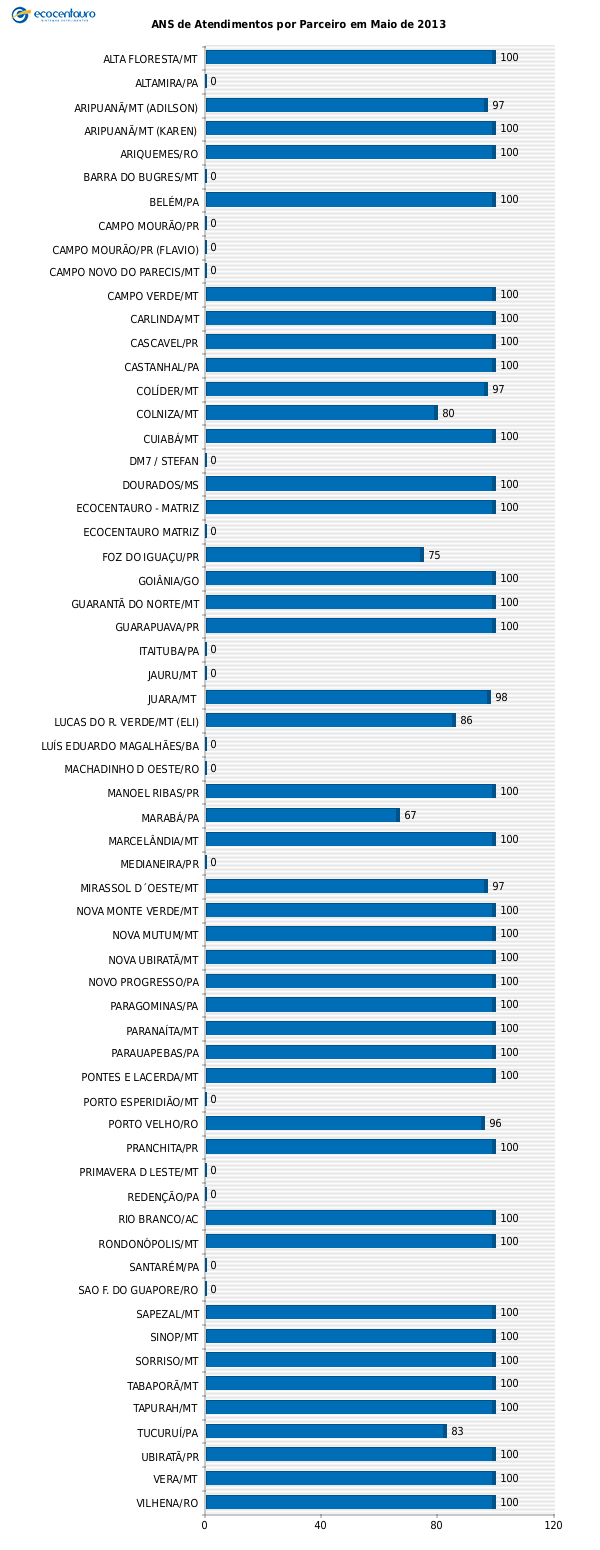 ecocentauro
ANS de Atendimentos por Parceiro em Maio de 2013
ALTA FLORESTA/MT 100
ALTAMIRA/PA 0
ARIPUANÃ/MT (ADILSON) 97
ARIPUANÃ/MT (KAREN) 100
ARIQUEMES/RO 100
BARRA DO BUGRES/MT 0
BELÉM/PA 100
CAMPO MOURÃO/PR 0
CAMPO MOURÃO/PR (FLAVIO) 0
CAMPO NOVO DO PARECIS/MT 0
CAMPO VERDE/MT 100
CARLINDA/MT 100
CASCAVEL/PR 100
CASTANHAL/PA 100
COLÍDER/MT 97
COLNIZA/MT 80
CUIABÁ/MT 100
DM7 / STEFAN 0
DOURADOS/MS 100
ECOCENTAURO - MATRIZ 100
ECOCENTAURO MATRIZ 0
FOZ DO IGUAÇU/PR 75
GOIÂNIA/GO 100
GUARANTÃ DO NORTE/MT 100
GUARAPUAVA/PR 100
ITAITUBA/PA 0
JAURU/MT 0
JUARA/MT 98
LUCAS DO R. VERDE/MT (ELI) 86
LUÍS EDUARDO MAGALHÃES/BA 0
MACHADINHO D OESTE/RO 0
MANOEL RIBAS/PR 100
MARABÁ/PA 67
MARCELÂNDIA/MT 100
MEDIANEIRA/PR 0
MIRASSOL D´OESTE/MT 97
NOVA MONTE VERDE/MT 100
NOVA MUTUM/MT 100
NOVA UBIRATÃ/MT 100
NOVO PROGRESSO/PA 100
PARAGOMINAS/PA 100
PARANAÍTA/MT 100
PARAUAPEBAS/PA 100
PONTES E LACERDA/MT 100
PORTO ESPERIDIÃO/MT 0
PORTO VELHO/RO 96
PRANCHITA/PR 100
PRIMAVERA D LESTE/MT 0
REDENÇÃO/PA 0
RIO BRANCO/AC 100
RONDONÓPOLIS/MT 100
SANTARÉM/PA 0
SAO F. DO GUAPORE/RO 0
SAPEZAL/MT 100
SINOP/MT 100
SORRISO/MT 100
TABAPORÃ/MT 100
TAPURAH/MT 100
TUCURUÍ/PA 83
UBIRATÃ/PR 100
VERA/MT 100
VILHENA/RO 100
0 40 80 120